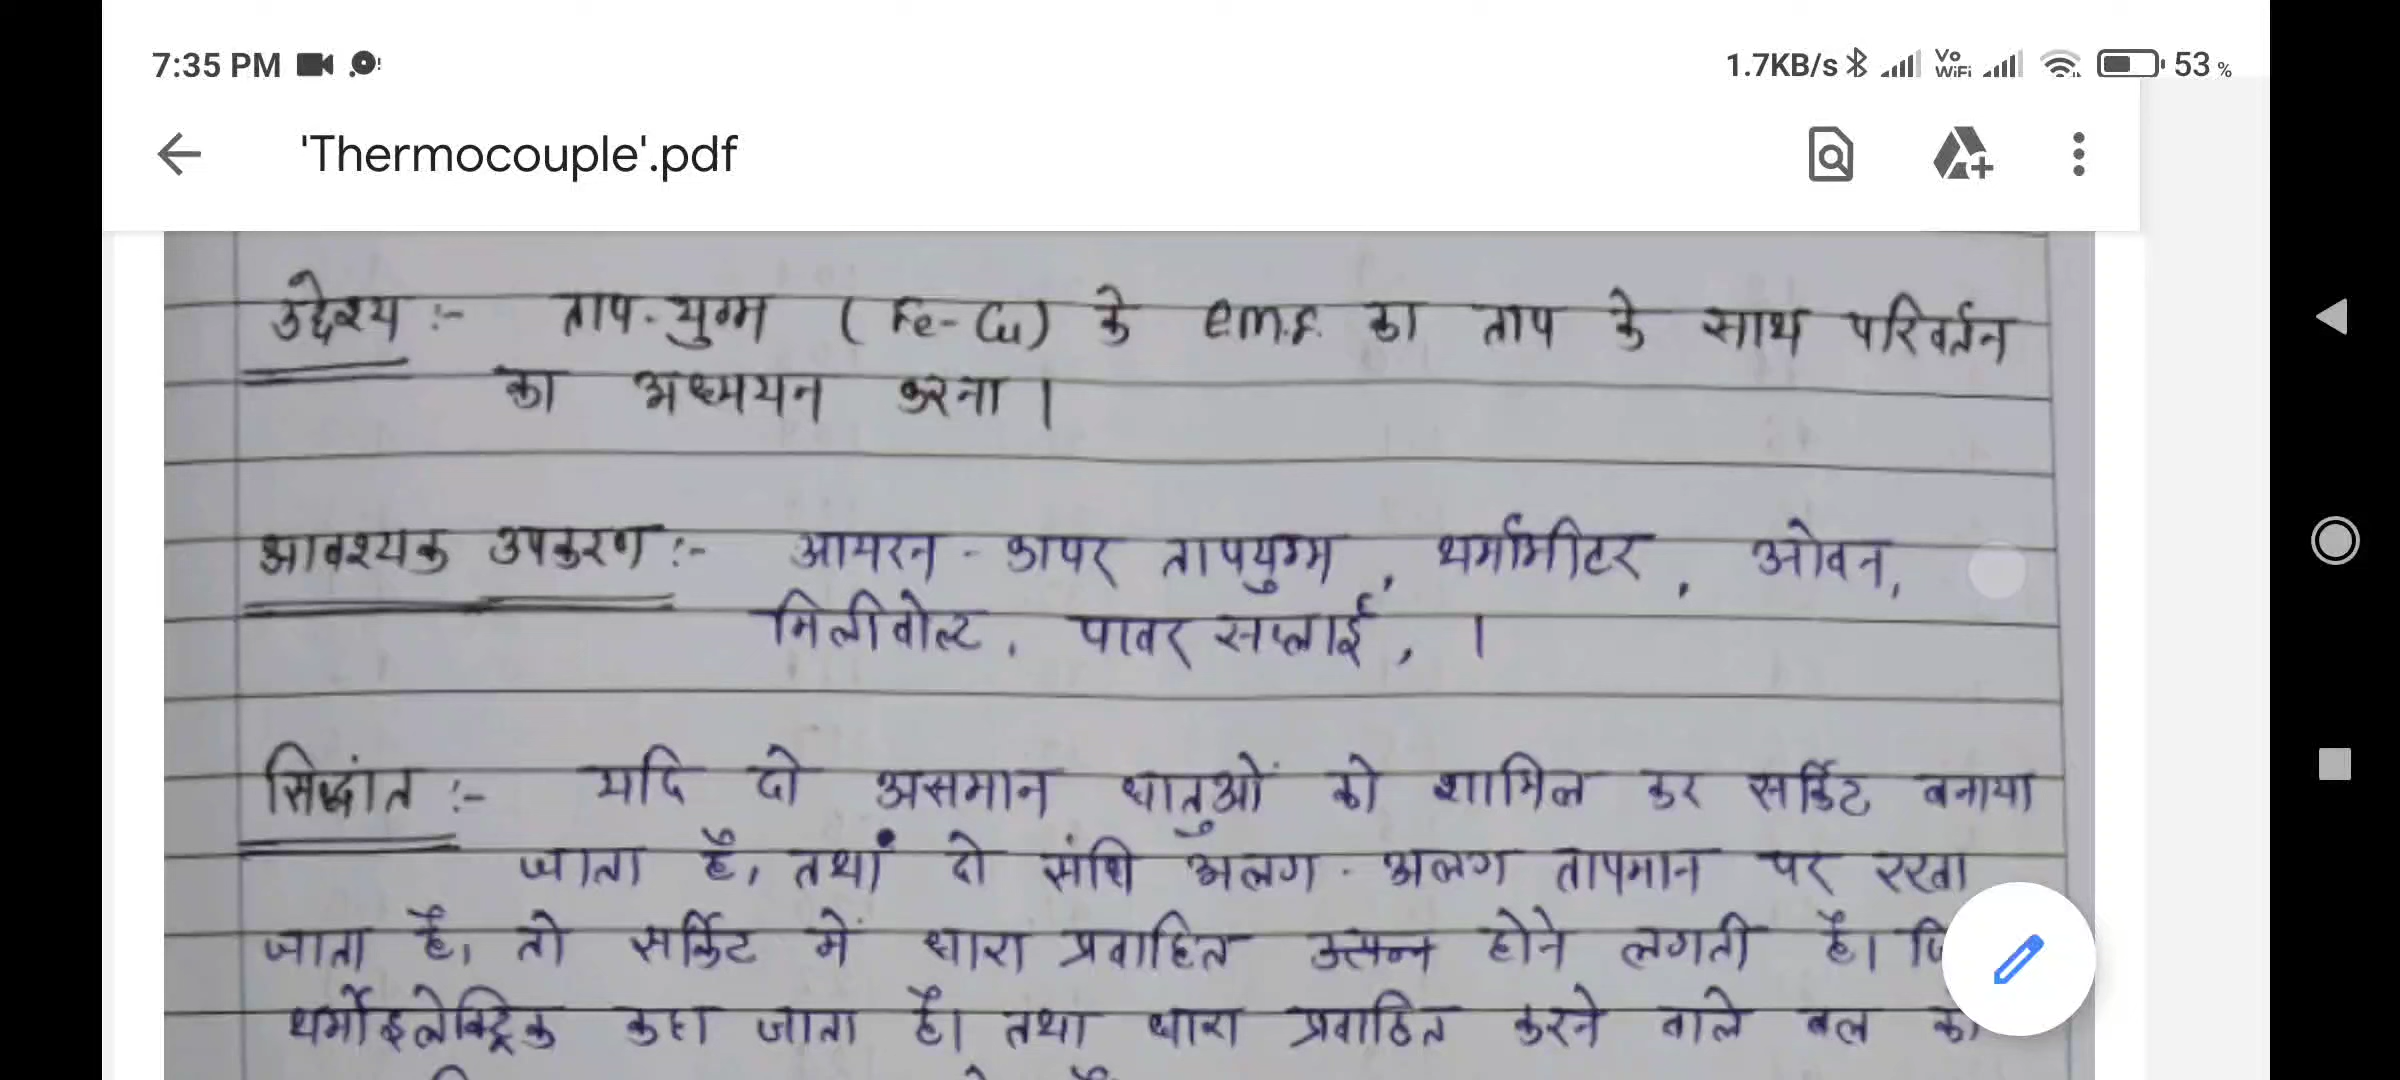 7:35 PM
1.7KB/s Vo WiFi 53 %
'Thermocouple'.pdf
उद्देश्य :- ताप-युग्म (Fe-Cu) के e.m.f. का ताप के साथ परिवर्तन
का अध्ययन करना ।
आवश्यक उपकरण :- आयरन - कापर तापयुग्म, थर्मामीटर, ओवन,
मिलीवोल्ट, पावर सप्लाई, ।
सिद्धांत :- यदि दो असमान धातुओं को शामिल कर सर्किट बनाया
जाता है, तथां दो संधि अलग - अलग तापमान पर रखा
जाता है, तो सर्किट में धारा प्रवाहित उत्पन्न होने लगती है।
थर्मोइलेक्ट्रिक कहा जाता है। तथा धारा प्रवाहित करने वाले बल को